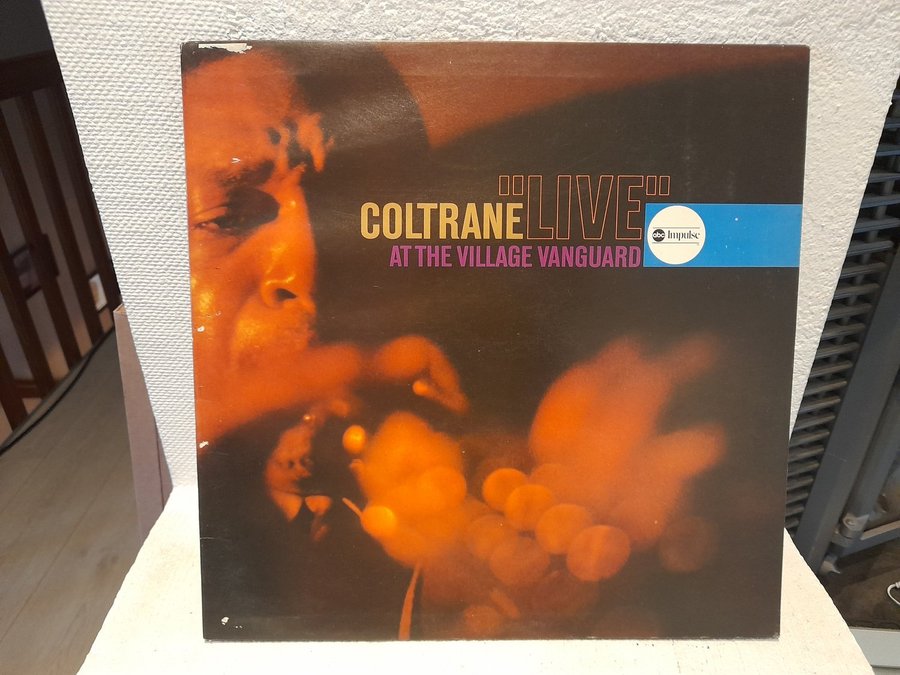 COLTRANE "LIVE"
AT THE VILLAGE VANGUARD
abc Impulse